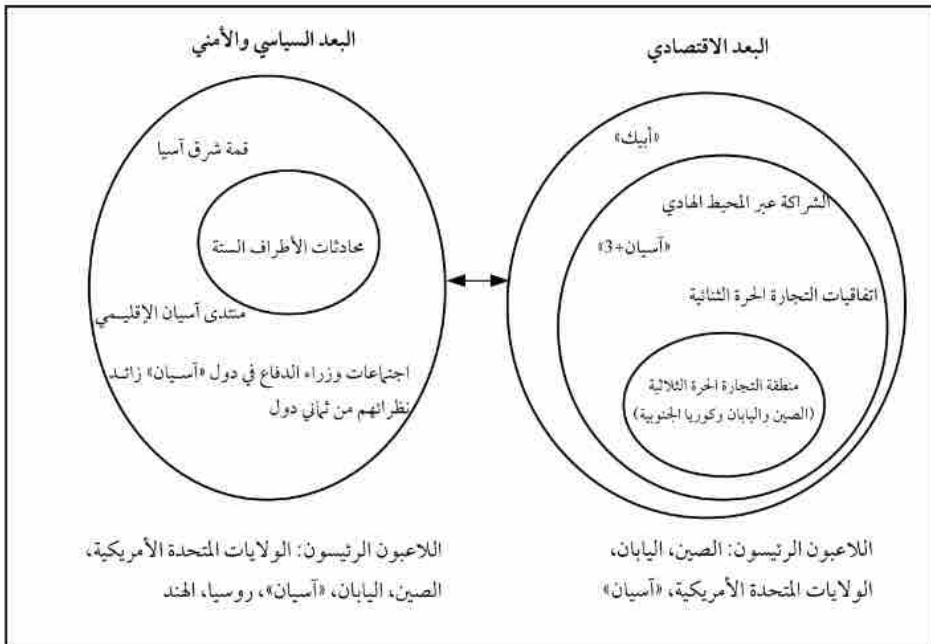 البعد الاقتصادي
«أبيك»
الشراكة عبر المحيط الهادي
«آسيان+3»
اتفاقيات التجارة الحرة الثنائية
منطقة التجارة الحرة الثلاثية
(الصين واليابان وكوريا الجنوبية)
اللاعبون الرئيسون: الصين، اليابان،
الولايات المتحدة الأمريكية، «آسيان»
البعد السياسي والأمني
قمة شرق آسيا
محادثات الأطراف الستة
منتدى آسيان الإقليمي
اجتماعات وزراء الدفاع في دول «آسيان» زائد
نظرائهم من ثماني دول
اللاعبون الرئيسون: الولايات المتحدة الأمريكية،
الصين، اليابان، «آسيان»، روسيا، الهند